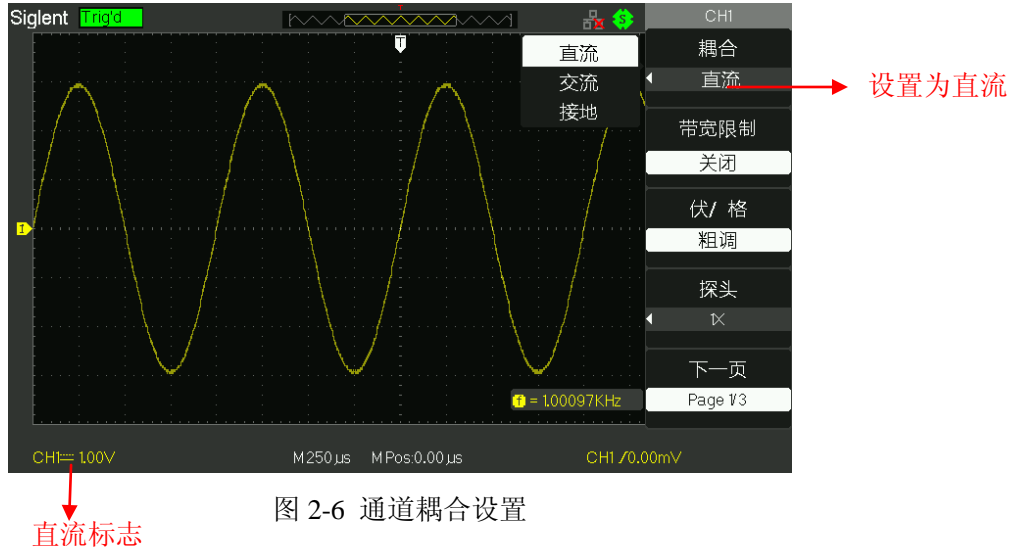 Siglent Trig'd
T
S
CH1
T
直流
交流
接地
耦合
直流
设置为直流
带宽限制
关闭
伏/ 格
粗调
探头
1X
下一页
Page 1/3
1
f = 1.00097KHz
CH1 1.00V
M 250μs
M Pos:0.00μs
CH1 /0.00mV
图 2-6 通道耦合设置
直流标志